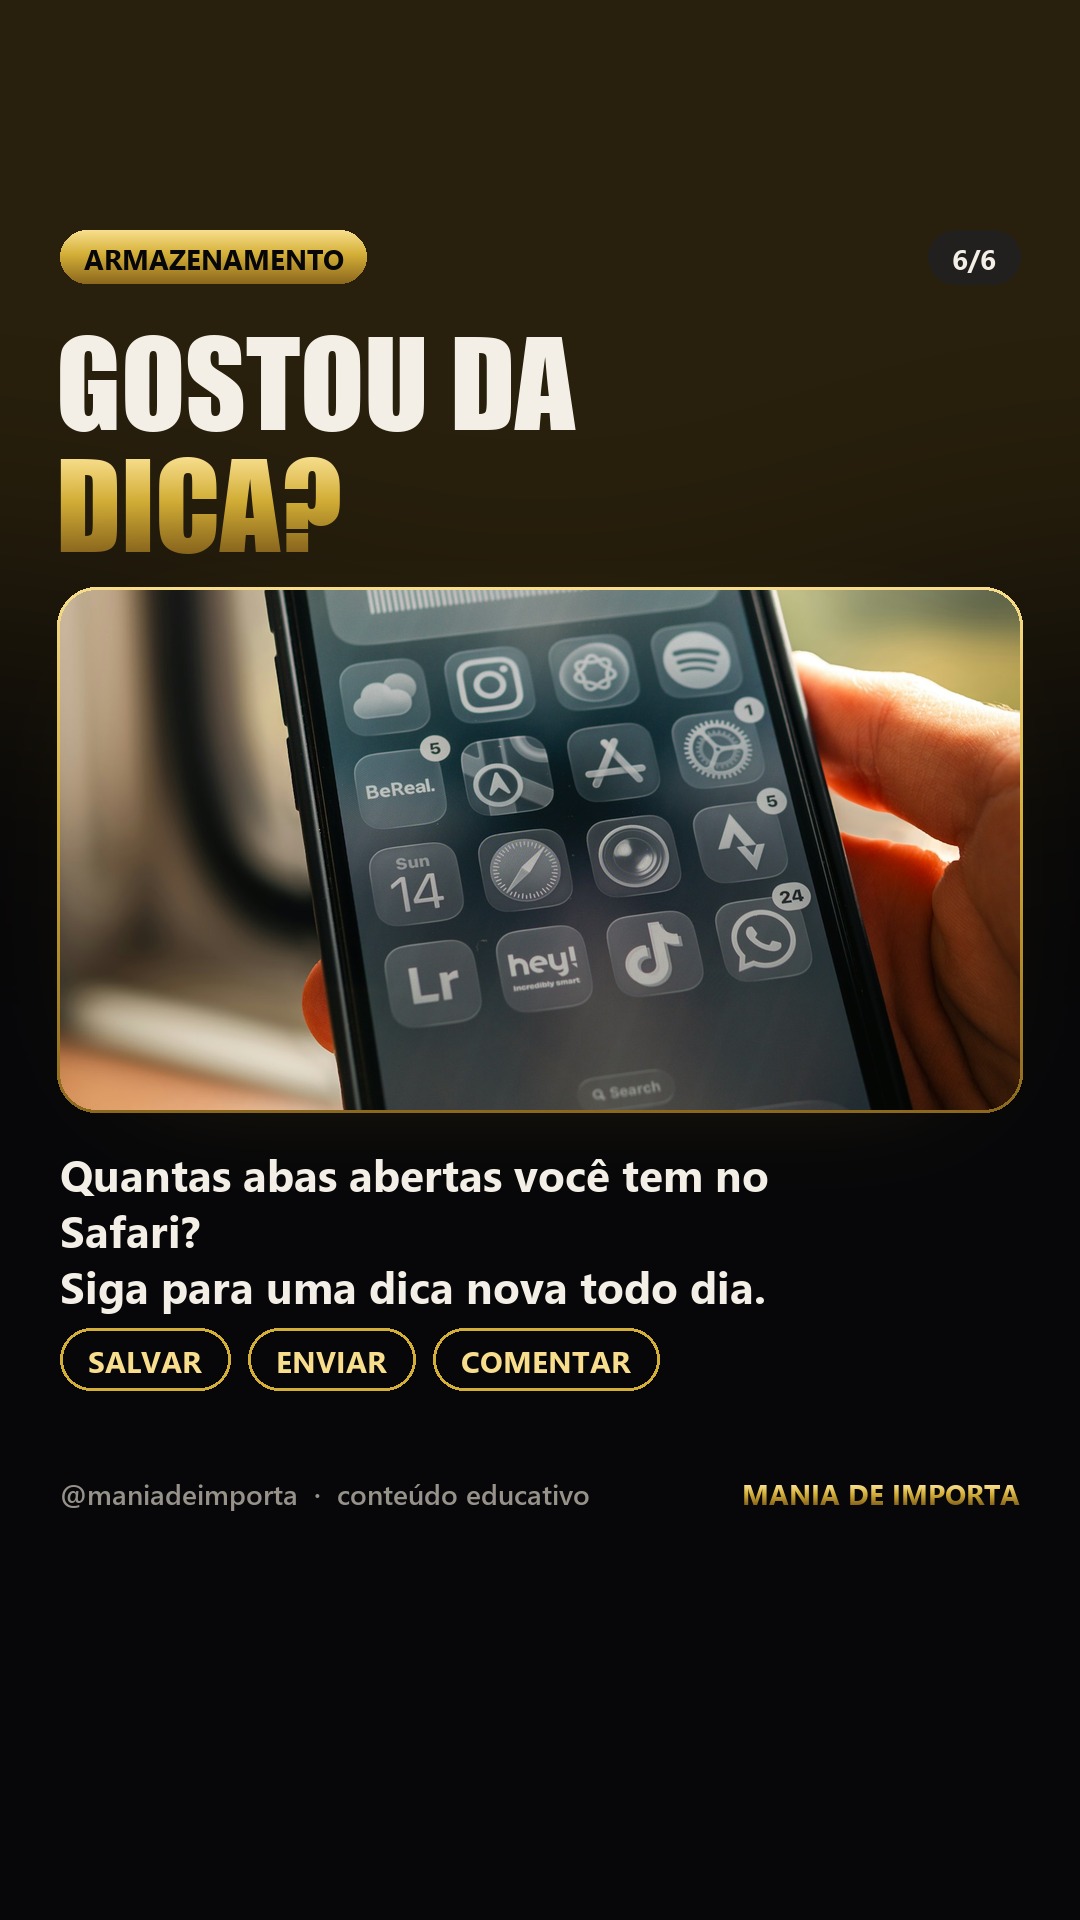 ARMAZENAMENTO
6/6
GOSTOU DA
DICA?
1
5
BeReal.
5
Sun
14
24
Lr
hey!
incredibly smart
Search
Quantas abas abertas você tem no
Safari?
Siga para uma dica nova todo dia.
SALVAR
ENVIAR
COMENTAR
@maniadeimporta · conteúdo educativo
MANIA DE IMPORTA